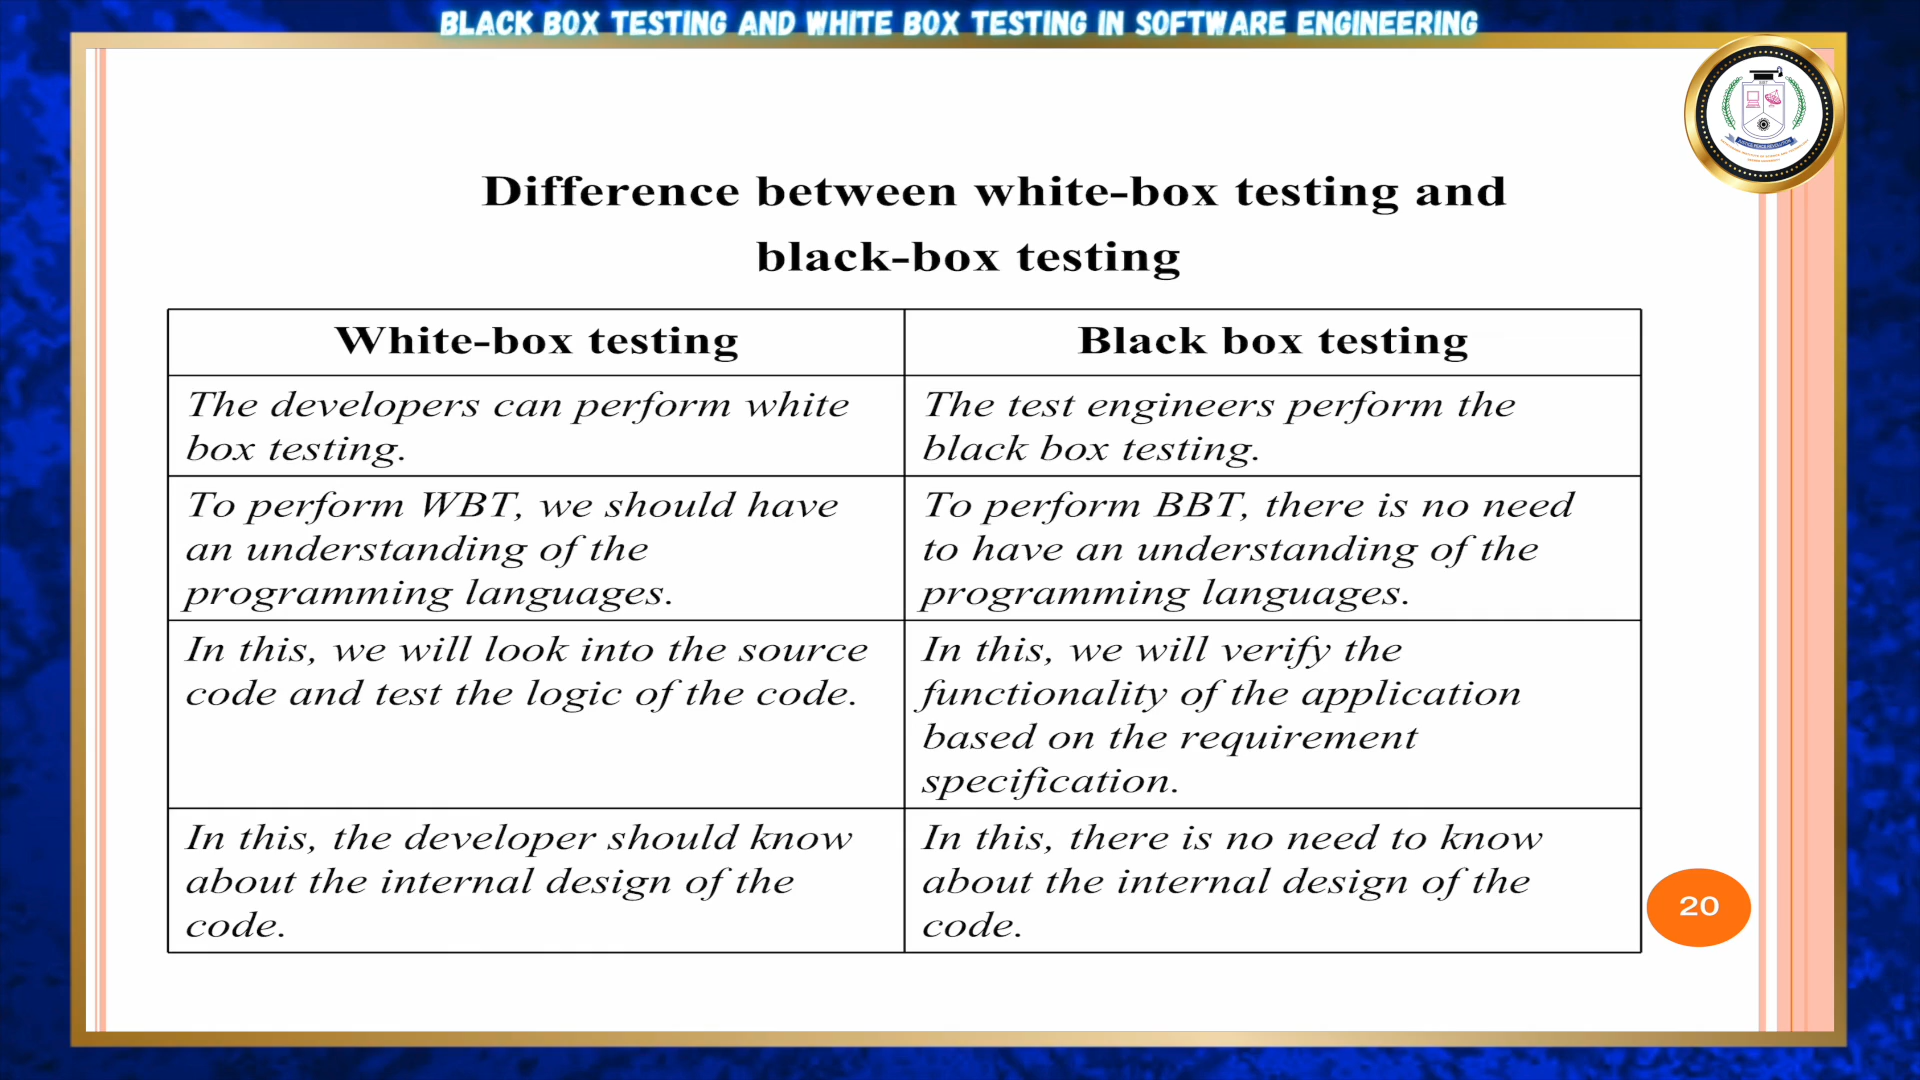 BLACK BOX TESTING AND WHITE BOX TESTING IN SOFTWARE ENGINEERING
Difference between white-box testing and
black-box testing
White-box testing
Black box testing
The developers can perform white
box testing.
The test engineers perform the
black box testing.
To perform WBT, we should have
an understanding of the
programming languages.
To perform BBT, there is no need
to have an understanding of the
programming languages.
In this, we will look into the source
code and test the logic of the code.
In this, we will verify the
functionality of the application
based on the requirement
specification.
In this, the developer should know
about the internal design of the
code.
In this, there is no need to know
about the internal design of the
code.
20